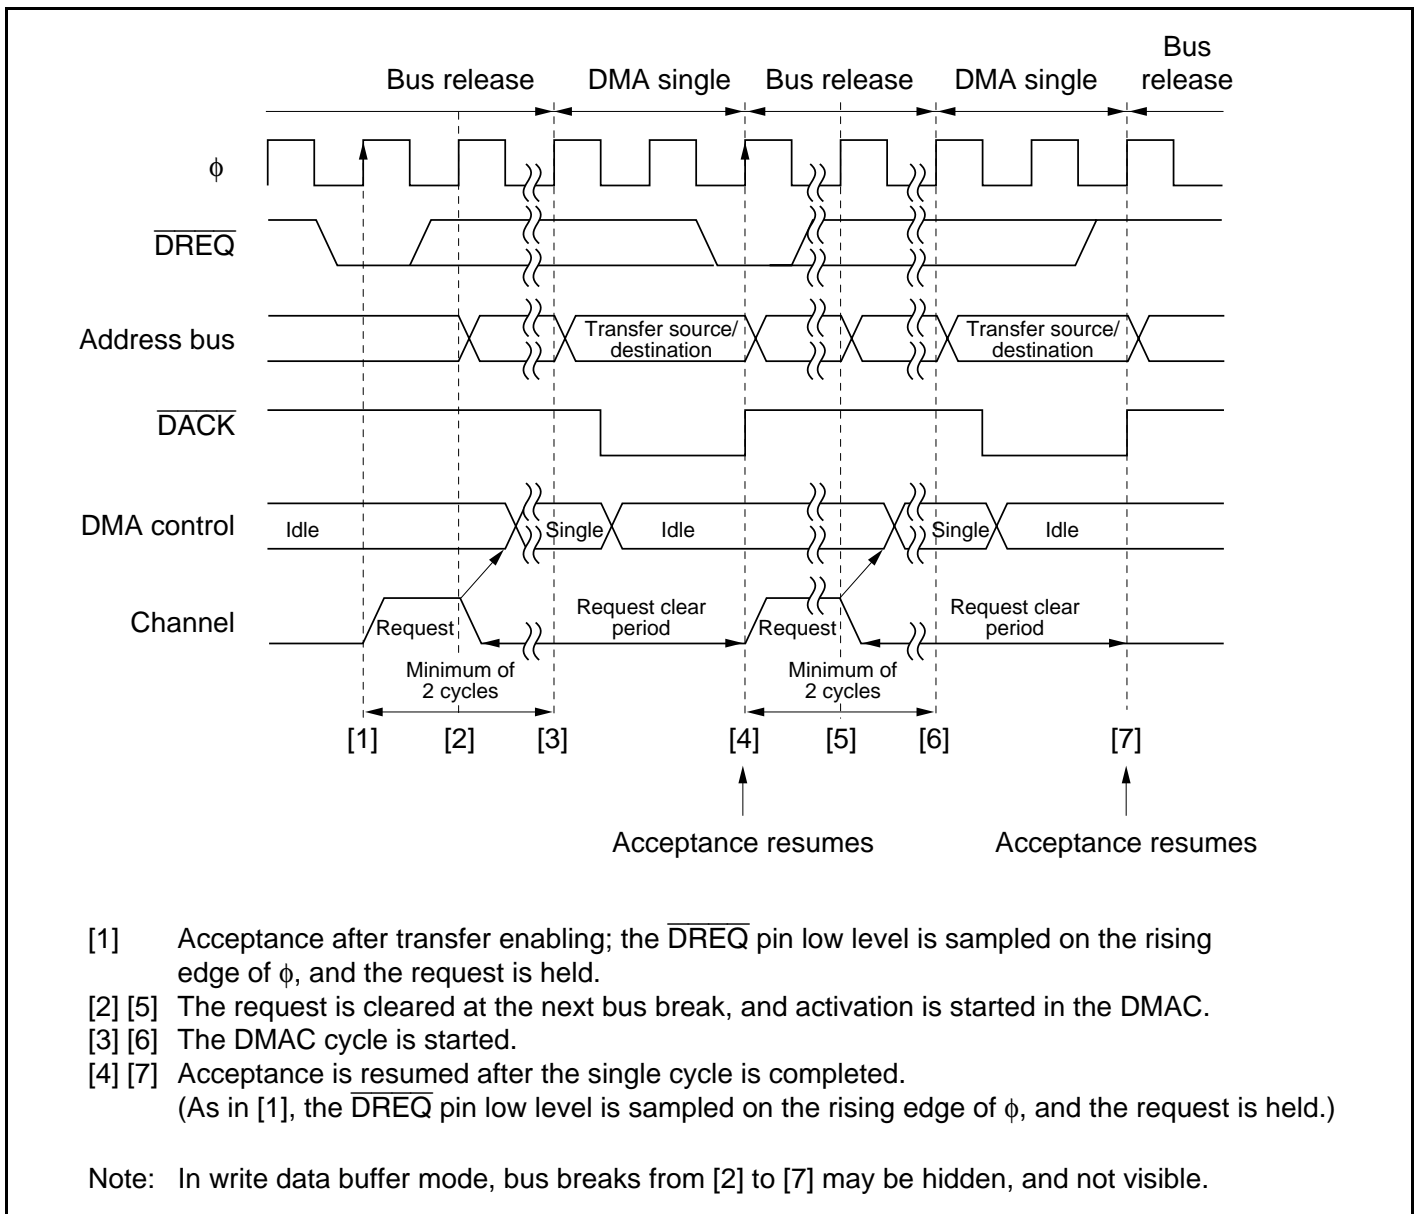 Bus release DMA single Bus release DMA single Bus
release
φ
DREQ
Address bus Transfer source/
destination Transfer source/
destination
DACK
DMA control Idle Single Idle Single Idle
Channel Request Request clear
period Request Request clear
period
Minimum of
2 cycles Minimum of
2 cycles
[1] [2] [3] [4] [5] [6] [7]
Acceptance resumes Acceptance resumes
[1] Acceptance after transfer enabling; the DREQ pin low level is sampled on the rising
edge of φ, and the request is held.
[2] [5] The request is cleared at the next bus break, and activation is started in the DMAC.
[3] [6] The DMAC cycle is started.
[4] [7] Acceptance is resumed after the single cycle is completed.
(As in [1], the DREQ pin low level is sampled on the rising edge of φ, and the request is held.)
Note: In write data buffer mode, bus breaks from [2] to [7] may be hidden, and not visible.